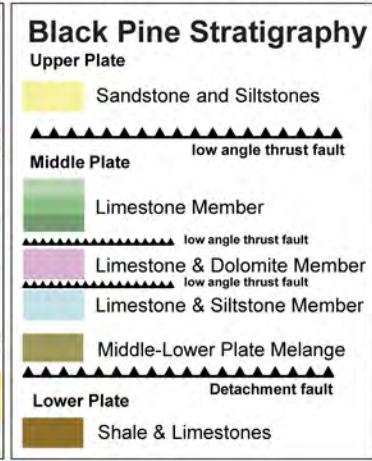 Black Pine Stratigraphy
Upper Plate
Sandstone and Siltstones
low angle thrust fault
Middle Plate
Limestone Member
low angle thrust fault
Limestone & Dolomite Member
low angle thrust fault
Limestone & Siltstone Member
Middle-Lower Plate Melange
Detachment fault
Lower Plate
Shale & Limestones